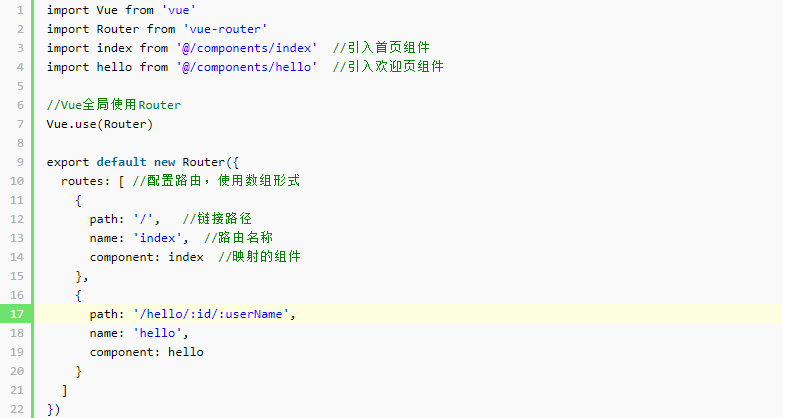 1 import Vue from 'vue'
2 import Router from 'vue-router'
3 import index from '@/components/index'  //引入首页组件
4 import hello from '@/components/hello'  //引入欢迎页组件
5
6 //Vue全局使用Router
7 Vue.use(Router)
8
9 export default new Router({
10   routes: [ //配置路由，使用数组形式
11     {
12       path: '/',   //链接路径
13       name: 'index',  //路由名称
14       component: index  //映射的组件
15     },
16     {
17       path: '/hello/:id/:userName',
18       name: 'hello',
19       component: hello
20     }
21   ]
22 })